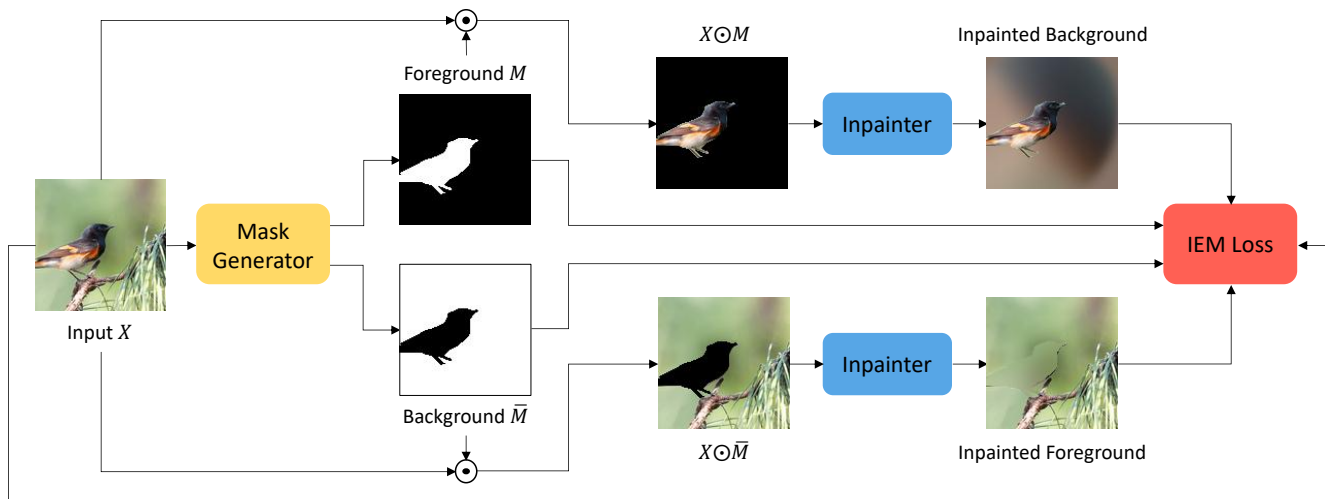 X⊙M
Inpainted Background
Foreground M
Inpainter
Mask
Generator
IEM Loss
Input X
Inpainter
Background M̅
X⊙M̅
Inpainted Foreground